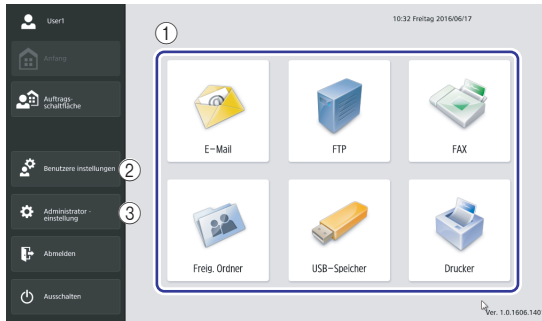 User1
10:32 Freitag 2016/06/17
1
Anfang
Auftrags-
schaltfläche
E-Mail
FTP
FAX
Benutzere instellungen
2
Administrator -
einstellung
3
Abmelden
Freig. Ordner
USB-Speicher
Drucker
Ausschalten
Ver. 1.0.1606.140